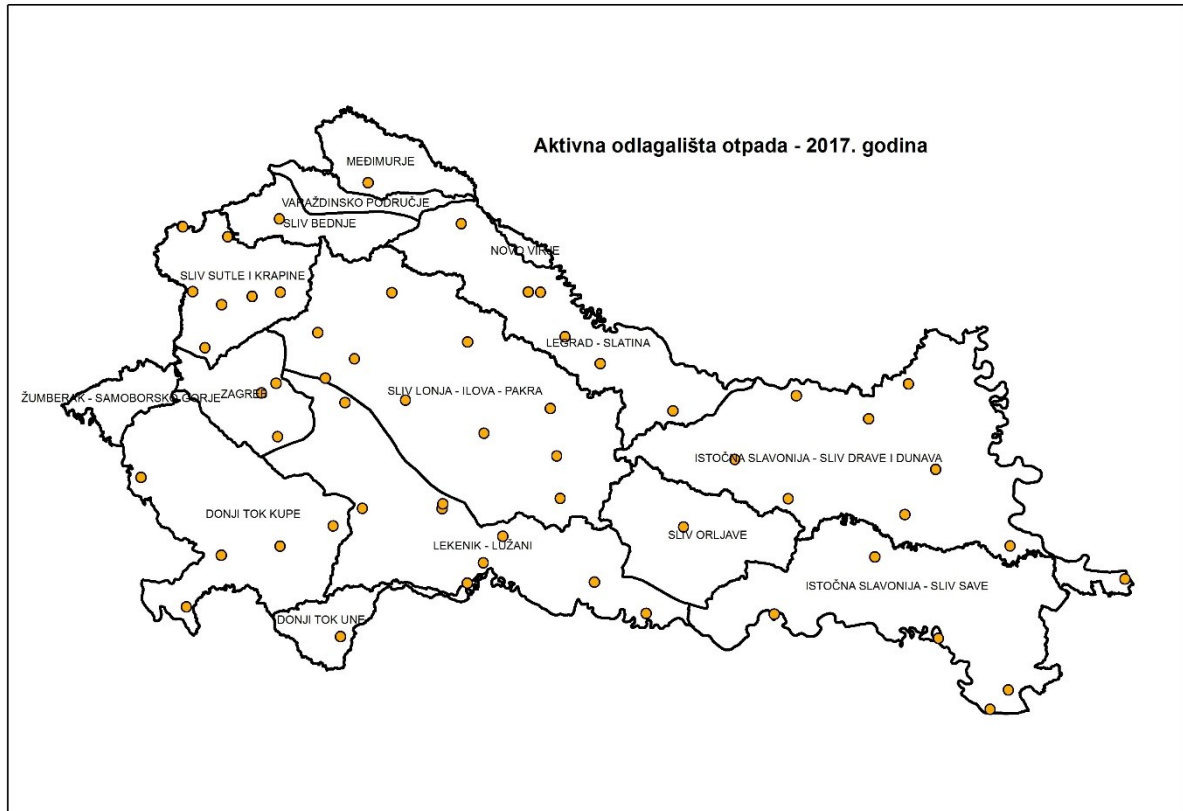 Aktivna odlagališta otpada - 2017. godina
MEĐIMURJE
VARAŽDINSKO PODRUČJE
SLIV BEDNJE
NOVO VIRJE
SLIV SUTLE I KRAPINE
LEGRAD - SLATINA
ŽUMBERAK - SAMOBORSKO GORJE
ZAGREB
SLIV LONJA - ILOVA - PAKRA
ISTOČNA SLAVONIJA - SLIV DRAVE I DUNAVA
DONJI TOK KUPE
SLIV ORLJAVE
LEKENIK - LUŽANI
ISTOČNA SLAVONIJA - SLIV SAVE
DONJI TOK UNE